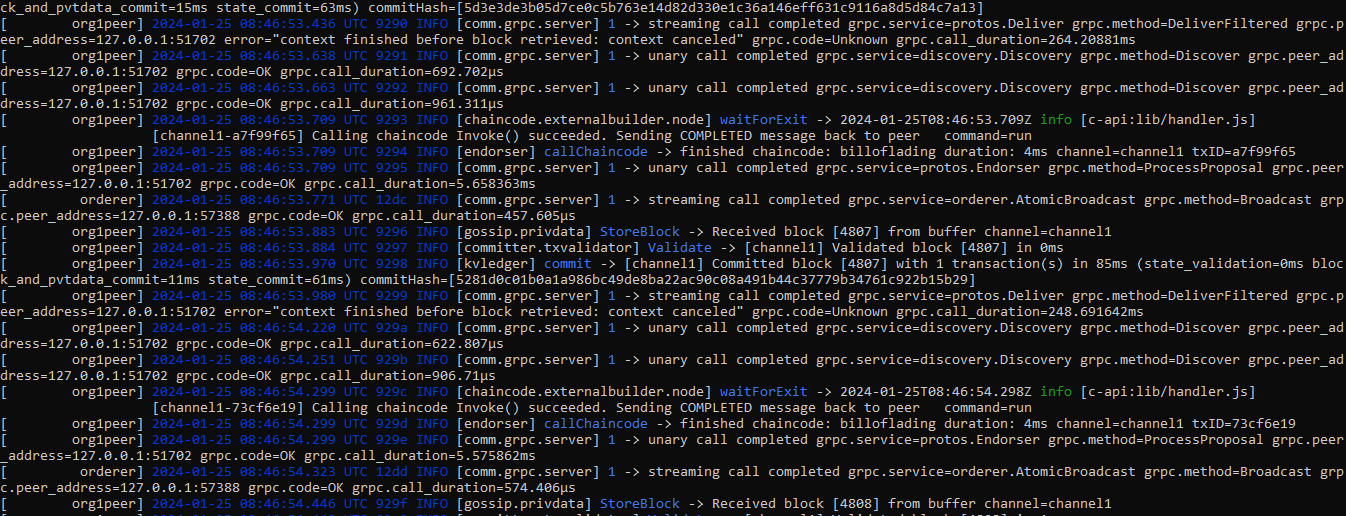 ck_and_pvtdata_commit=15ms state_commit=63ms) commitHash=[5d3e3de3b05d7ce0c5b763e14d82d330e1c36a146eff631c9116a8d5d84c7a13]
[        org1peer] 2024-01-25 08:46:53.436 UTC 9290 INFO [comm.grpc.server] 1 -> streaming call completed grpc.service=protos.Deliver grpc.method=DeliverFiltered grpc.p
eer_address=127.0.0.1:51702 error="context finished before block retrieved: context canceled" grpc.code=Unknown grpc.call_duration=264.20881ms
[        org1peer] 2024-01-25 08:46:53.638 UTC 9291 INFO [comm.grpc.server] 1 -> unary call completed grpc.service=discovery.Discovery grpc.method=Discover grpc.peer_ad
dress=127.0.0.1:51702 grpc.code=OK grpc.call_duration=692.702µs
[        org1peer] 2024-01-25 08:46:53.663 UTC 9292 INFO [comm.grpc.server] 1 -> unary call completed grpc.service=discovery.Discovery grpc.method=Discover grpc.peer_ad
dress=127.0.0.1:51702 grpc.code=OK grpc.call_duration=961.311µs
[        org1peer] 2024-01-25 08:46:53.709 UTC 9293 INFO [chaincode.externalbuilder.node] waitForExit -> 2024-01-25T08:46:53.709Z info [c-api:lib/handler.js]
                   [channel1-a7f99f65] Calling chaincode Invoke() succeeded. Sending COMPLETED message back to peer   command=run
[        org1peer] 2024-01-25 08:46:53.709 UTC 9294 INFO [endorser] callChaincode -> finished chaincode: billoflading duration: 4ms channel=channel1 txID=a7f99f65
[        org1peer] 2024-01-25 08:46:53.709 UTC 9295 INFO [comm.grpc.server] 1 -> unary call completed grpc.service=protos.Endorser grpc.method=ProcessProposal grpc.peer
_address=127.0.0.1:51702 grpc.code=OK grpc.call_duration=5.658363ms
[         orderer] 2024-01-25 08:46:53.771 UTC 12dc INFO [comm.grpc.server] 1 -> streaming call completed grpc.service=orderer.AtomicBroadcast grpc.method=Broadcast grp
c.peer_address=127.0.0.1:57388 grpc.code=OK grpc.call_duration=457.605µs
[        org1peer] 2024-01-25 08:46:53.883 UTC 9296 INFO [gossip.privdata] StoreBlock -> Received block [4807] from buffer channel=channel1
[        org1peer] 2024-01-25 08:46:53.884 UTC 9297 INFO [committer.txvalidator] Validate -> [channel1] Validated block [4807] in 0ms
[        org1peer] 2024-01-25 08:46:53.970 UTC 9298 INFO [kvledger] commit -> [channel1] Committed block [4807] with 1 transaction(s) in 85ms (state_validation=0ms bloc
k_and_pvtdata_commit=11ms state_commit=61ms) commitHash=[5281d0c01b0a1a986bc49de8ba22ac90c08a491b44c37779b34761c922b15b29]
[        org1peer] 2024-01-25 08:46:53.980 UTC 9299 INFO [comm.grpc.server] 1 -> streaming call completed grpc.service=protos.Deliver grpc.method=DeliverFiltered grpc.p
eer_address=127.0.0.1:51702 error="context finished before block retrieved: context canceled" grpc.code=Unknown grpc.call_duration=248.691642ms
[        org1peer] 2024-01-25 08:46:54.220 UTC 929a INFO [comm.grpc.server] 1 -> unary call completed grpc.service=discovery.Discovery grpc.method=Discover grpc.peer_ad
dress=127.0.0.1:51702 grpc.code=OK grpc.call_duration=622.807µs
[        org1peer] 2024-01-25 08:46:54.251 UTC 929b INFO [comm.grpc.server] 1 -> unary call completed grpc.service=discovery.Discovery grpc.method=Discover grpc.peer_ad
dress=127.0.0.1:51702 grpc.code=OK grpc.call_duration=906.71µs
[        org1peer] 2024-01-25 08:46:54.299 UTC 929c INFO [chaincode.externalbuilder.node] waitForExit -> 2024-01-25T08:46:54.298Z info [c-api:lib/handler.js]
                   [channel1-73cf6e19] Calling chaincode Invoke() succeeded. Sending COMPLETED message back to peer   command=run
[        org1peer] 2024-01-25 08:46:54.299 UTC 929d INFO [endorser] callChaincode -> finished chaincode: billoflading duration: 4ms channel=channel1 txID=73cf6e19
[        org1peer] 2024-01-25 08:46:54.299 UTC 929e INFO [comm.grpc.server] 1 -> unary call completed grpc.service=protos.Endorser grpc.method=ProcessProposal grpc.peer
_address=127.0.0.1:51702 grpc.code=OK grpc.call_duration=5.575862ms
[         orderer] 2024-01-25 08:46:54.323 UTC 12dd INFO [comm.grpc.server] 1 -> streaming call completed grpc.service=orderer.AtomicBroadcast grpc.method=Broadcast grp
c.peer_address=127.0.0.1:57388 grpc.code=OK grpc.call_duration=574.406µs
[        org1peer] 2024-01-25 08:46:54.446 UTC 929f INFO [gossip.privdata] StoreBlock -> Received block [4808] from buffer channel=channel1